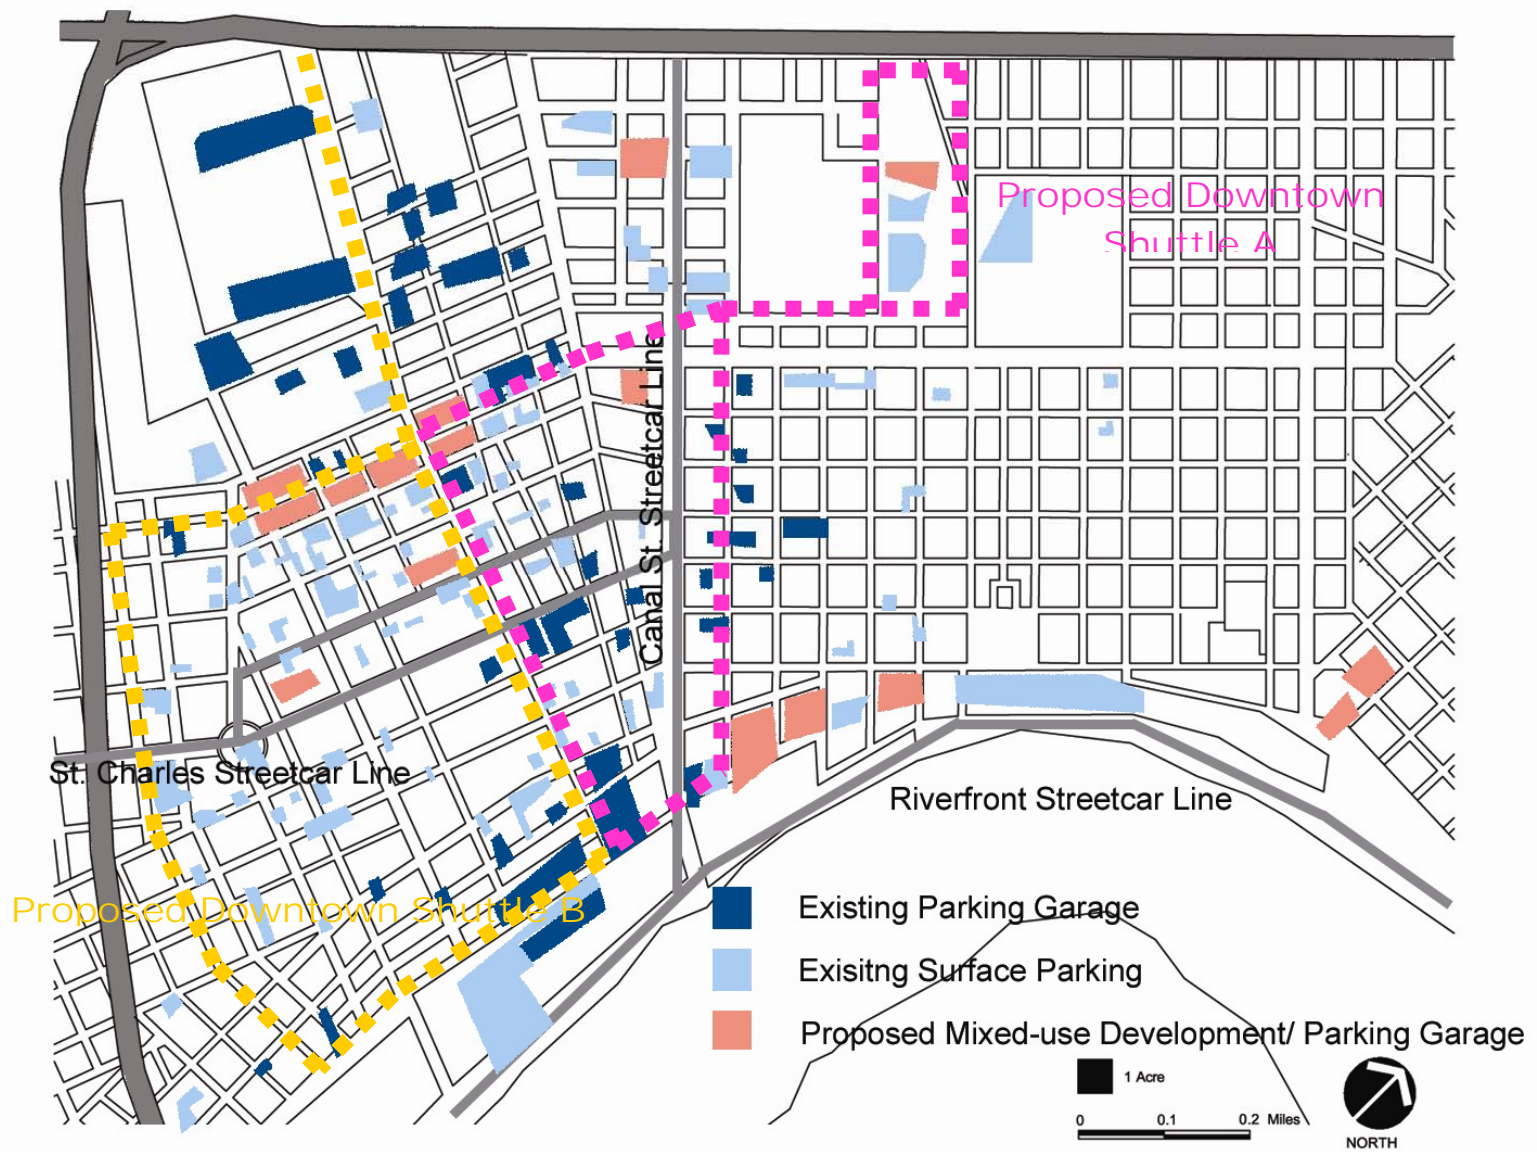 Proposed Downtown
Shuttle A
Canal St. Streetcar Line
St. Charles Streetcar Line
Riverfront Streetcar Line
Proposed Downtown Shuttle B
Existing Parking Garage
Exisitng Surface Parking
Proposed Mixed-use Development/ Parking Garage
1 Acre
0 0.1 0.2 Miles
NORTH